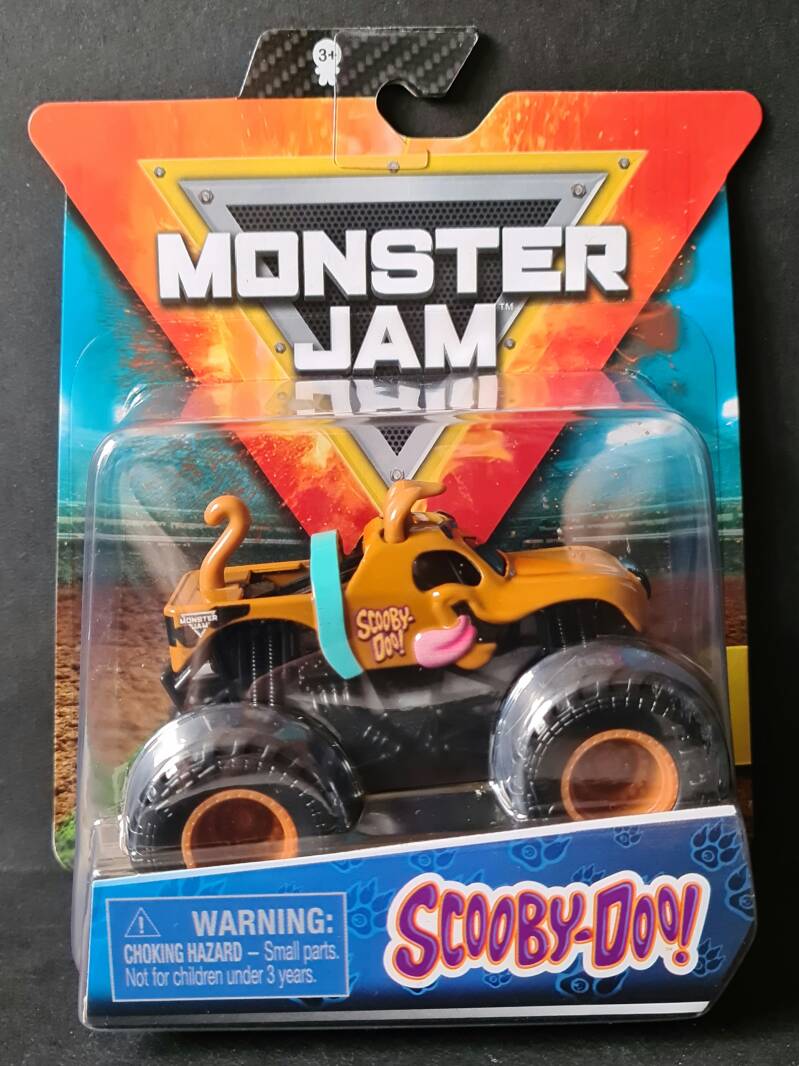 3+
MONSTER
JAM™
MONSTER
JAM
SCOOBY-
DOO!
WARNING:
CHOKING HAZARD – Small parts.
Not for children under 3 years.
SCOOBY-DOO!